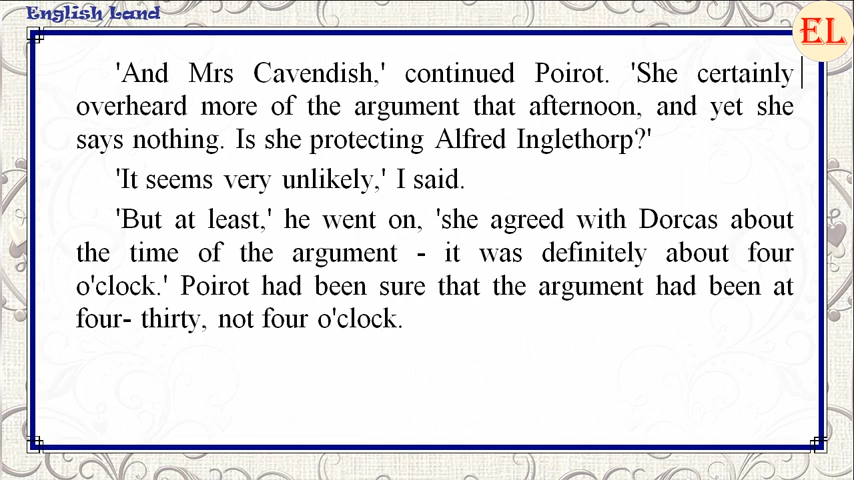 English Land
EL
'And Mrs Cavendish,' continued Poirot. 'She certainly
overheard more of the argument that afternoon, and yet she
says nothing. Is she protecting Alfred Inglethorp?'
'It seems very unlikely,' I said.
'But at least,' he went on, 'she agreed with Dorcas about
the time of the argument - it was definitely about four
o'clock.' Poirot had been sure that the argument had been at
four- thirty, not four o'clock.